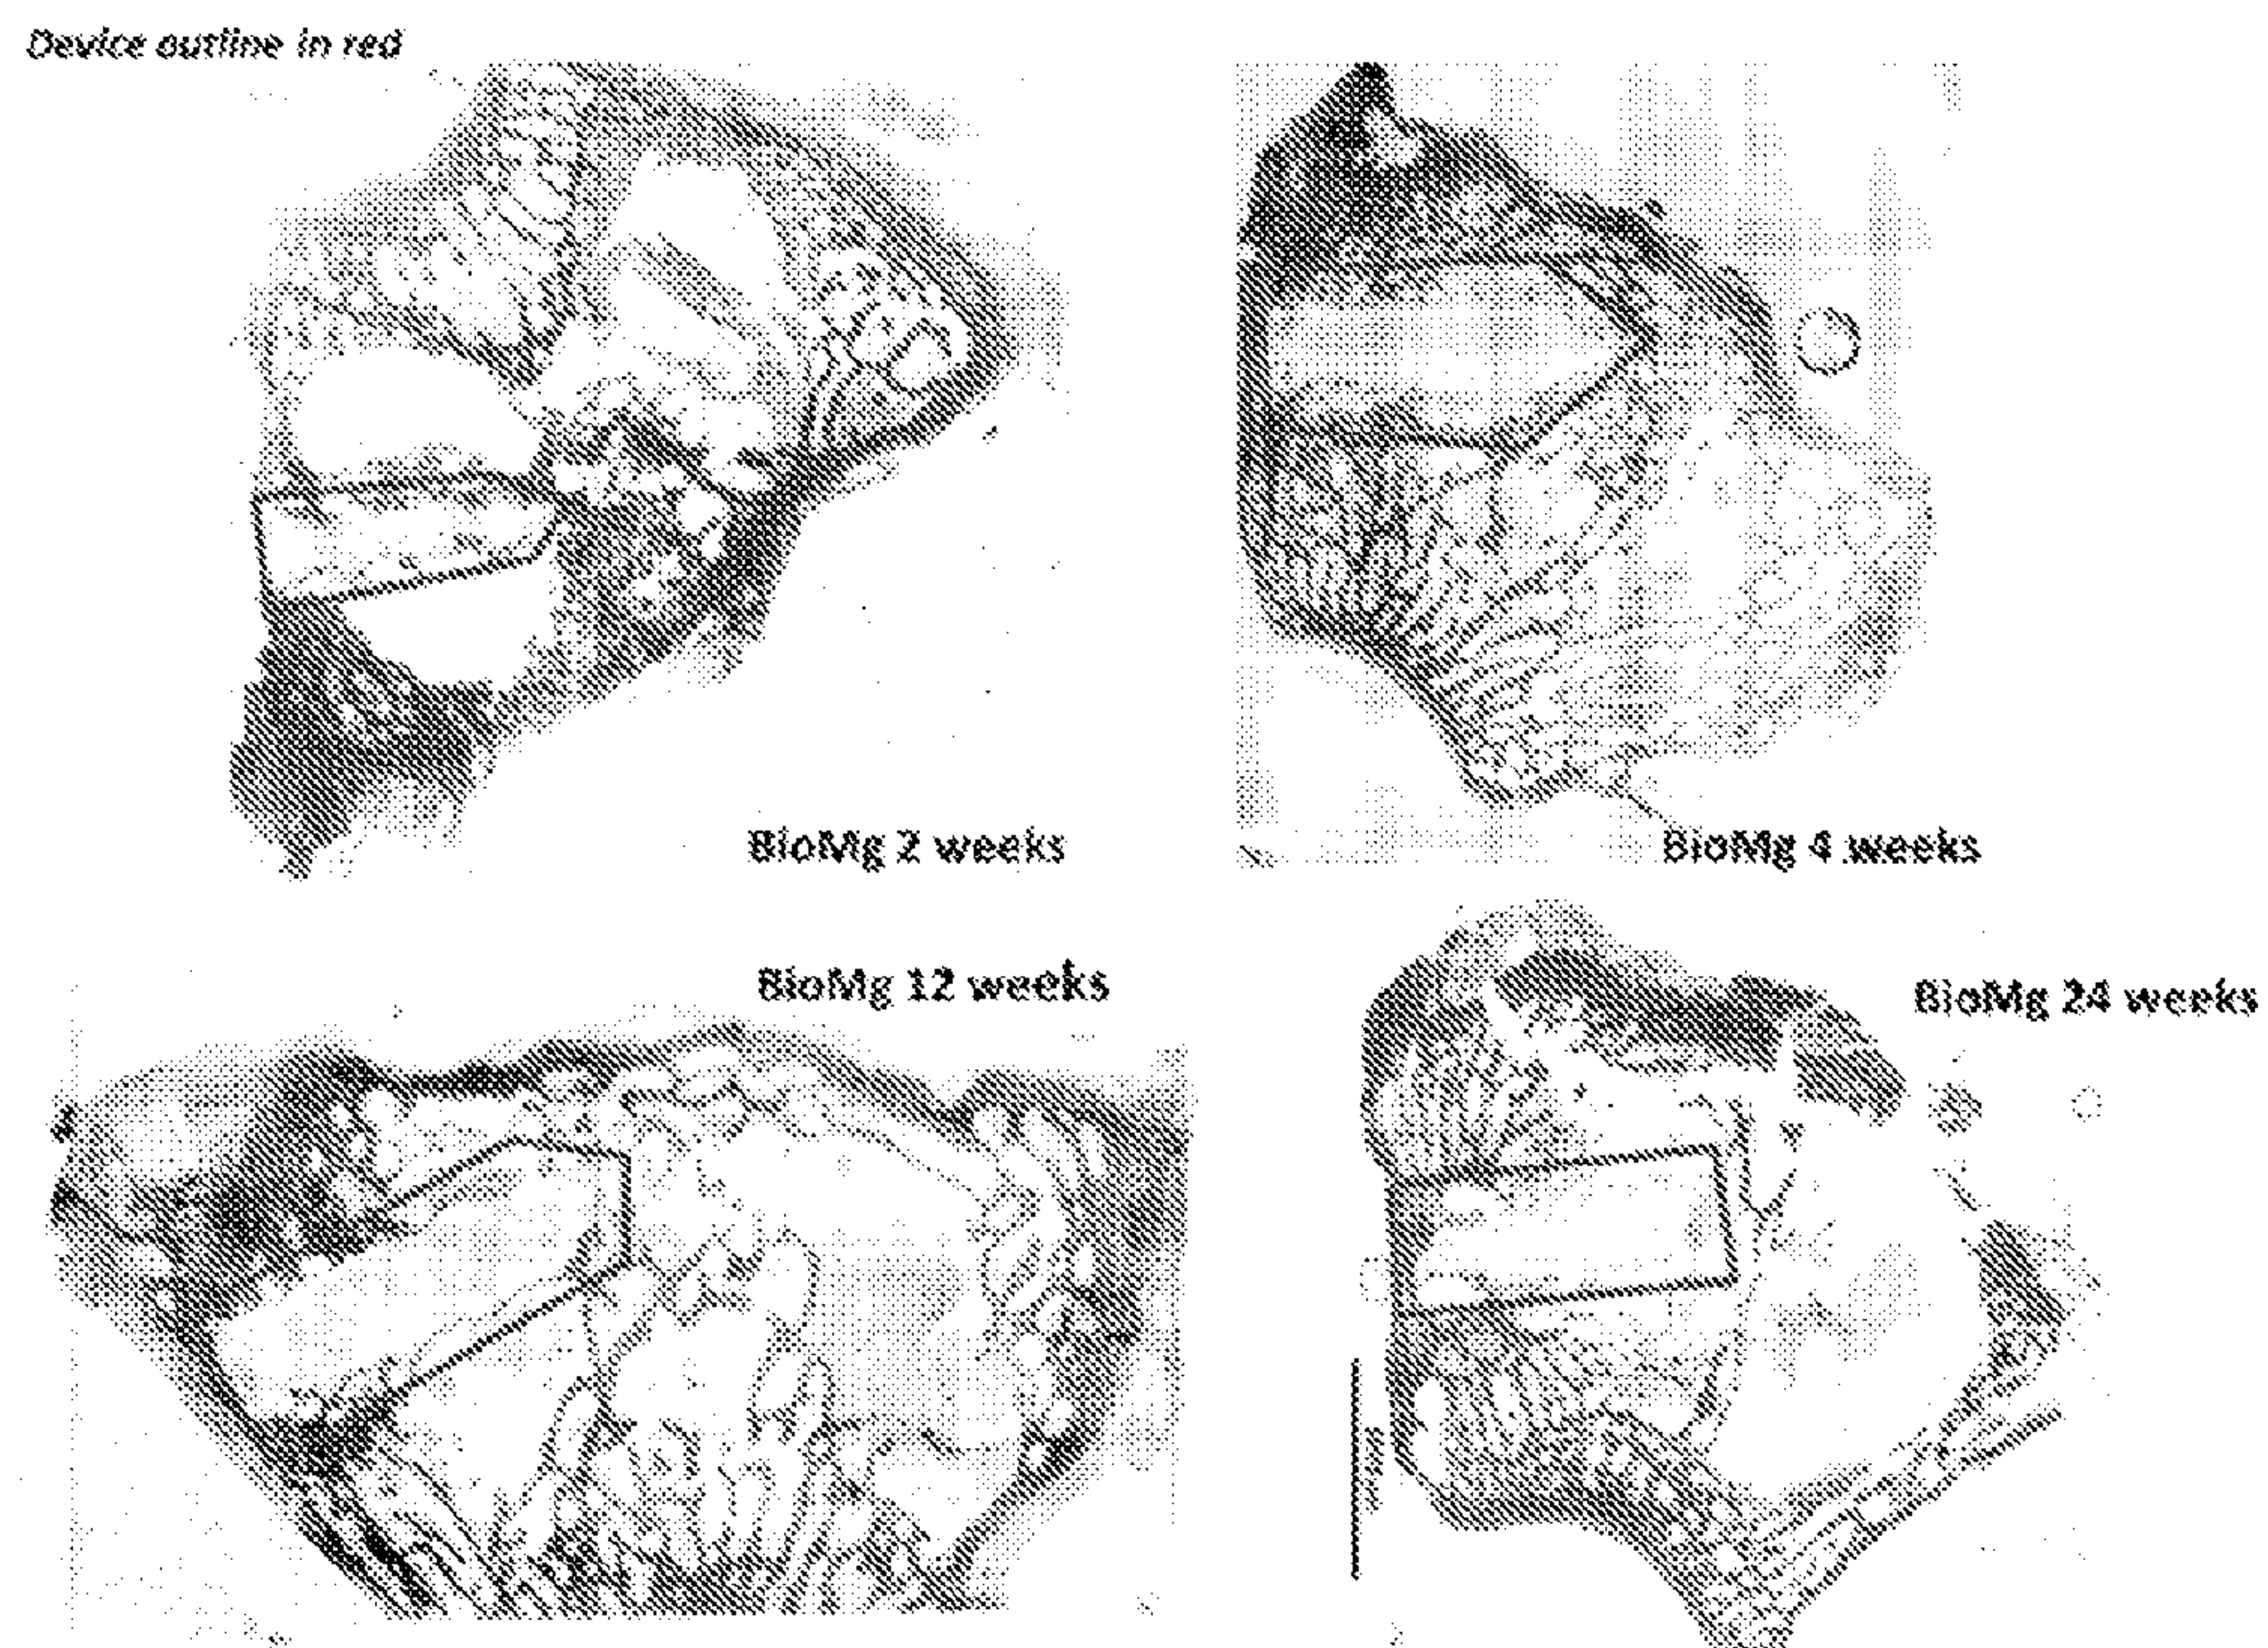 Device outline in red
BioMg 2 weeks
BioMg 4 weeks
BioMg 12 weeks
BioMg 24 weeks